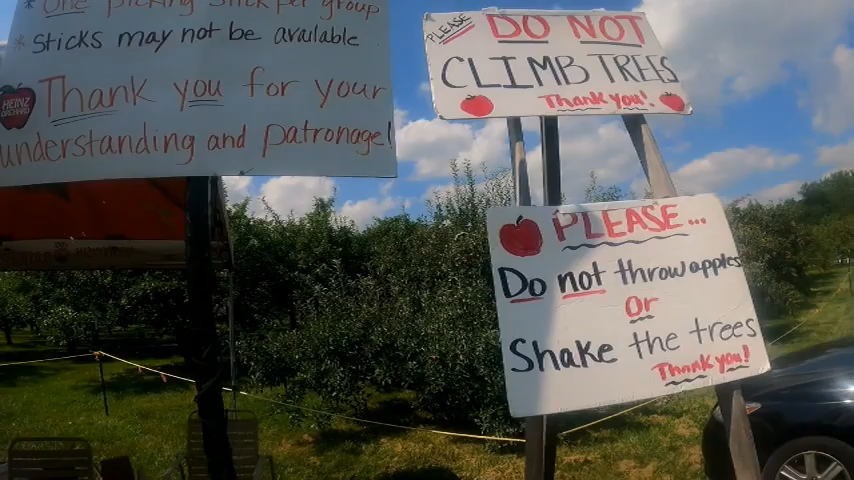 * One picking stick per group
* Sticks may not be available
HEINZ
ORCHARD
Thank you for your
understanding and patronage!
PLEASE
DO NOT
CLIMB TREES
Thank you!
PLEASE...
Do not throw apples
Or
Shake the trees
Thank you!